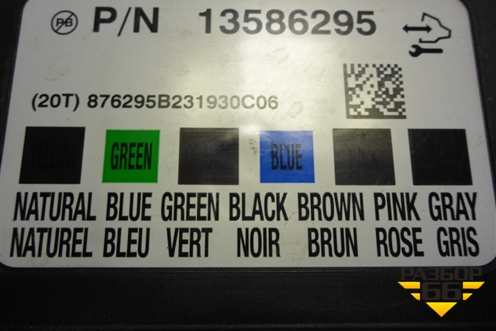 PB P/N 13586295
(20T) 876295B231930C06
GREEN BLUE
NATURAL BLUE GREEN BLACK BROWN PINK GRAY
NATUREL BLEU VERT NOIR BRUN ROSE GRIS
РАЗБОР
66